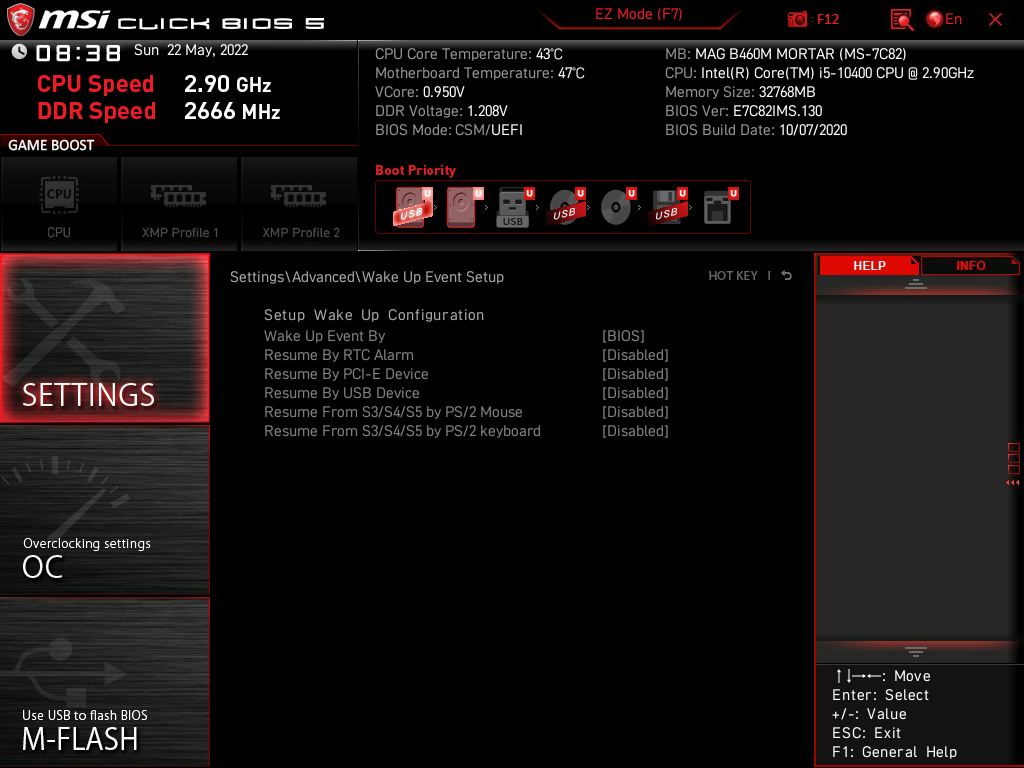 msi CLICK BIOS 5
EZ Mode (F7)
: F12
En
08:38 Sun 22 May, 2022
CPU Speed 2.90 GHz
DDR Speed 2666 MHz
CPU Core Temperature: 43°C
Motherboard Temperature: 47°C
VCore: 0.950V
DDR Voltage: 1.208V
BIOS Mode: CSM/UEFI
MB: MAG B460M MORTAR (MS-7C82)
CPU: Intel(R) Core(TM) i5-10400 CPU @ 2.90GHz
Memory Size: 32768MB
BIOS Ver: E7C82IMS.130
BIOS Build Date: 10/07/2020
GAME BOOST
CPU
CPU
XMP Profile 1
XMP Profile 2
Boot Priority
U U U U U U U
USB USB USB USB
SETTINGS
Overclocking settings
OC
Use USB to flash BIOS
M-FLASH
Settings\Advanced\Wake Up Event Setup
HOT KEY |
Setup Wake Up Configuration
Wake Up Event By [BIOS]
Resume By RTC Alarm [Disabled]
Resume By PCI-E Device [Disabled]
Resume By USB Device [Disabled]
Resume From S3/S4/S5 by PS/2 Mouse [Disabled]
Resume From S3/S4/S5 by PS/2 keyboard [Disabled]
HELP INFO
↑↓→←: Move
Enter: Select
+/-: Value
ESC: Exit
F1: General Help